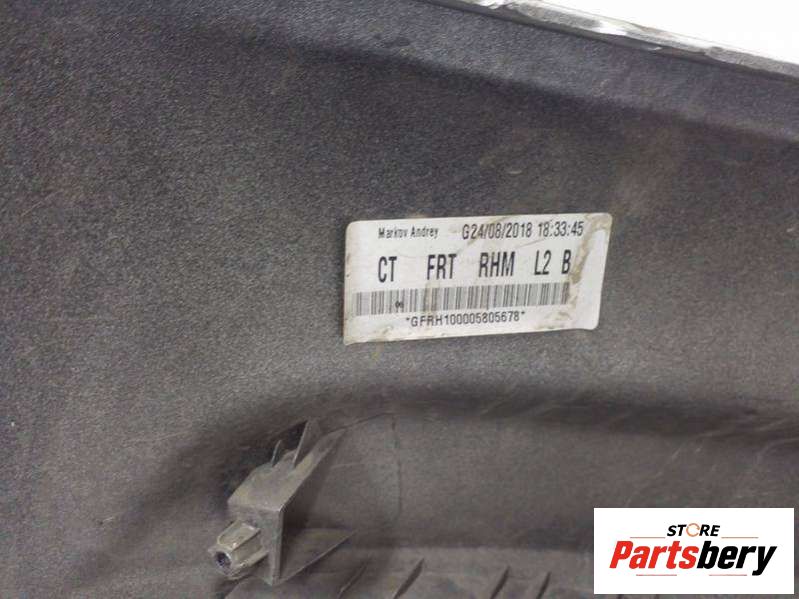 Markov Andrey G24/08/2018 18:33:45
CT FRT RHM L2 B
*GFRH100005805678*
STORE
Partsbery